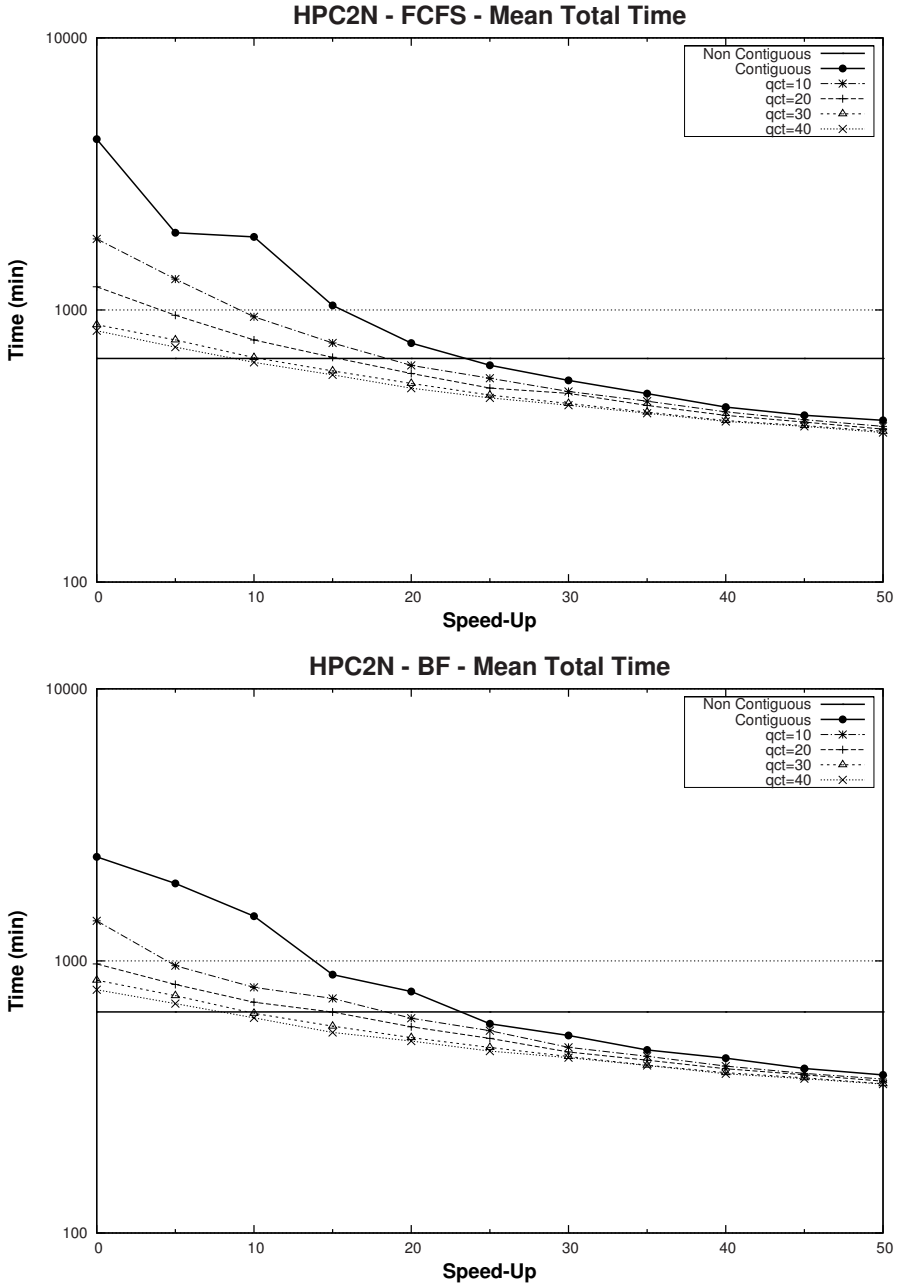 HPC2N - FCFS - Mean Total Time
10000
1000
100
Time (min)
Non Contiguous
Contiguous
qct=10
qct=20
qct=30
qct=40
0
10
20
30
40
50
Speed-Up
HPC2N - BF - Mean Total Time
10000
1000
100
Time (min)
Non Contiguous
Contiguous
qct=10
qct=20
qct=30
qct=40
0
10
20
30
40
50
Speed-Up